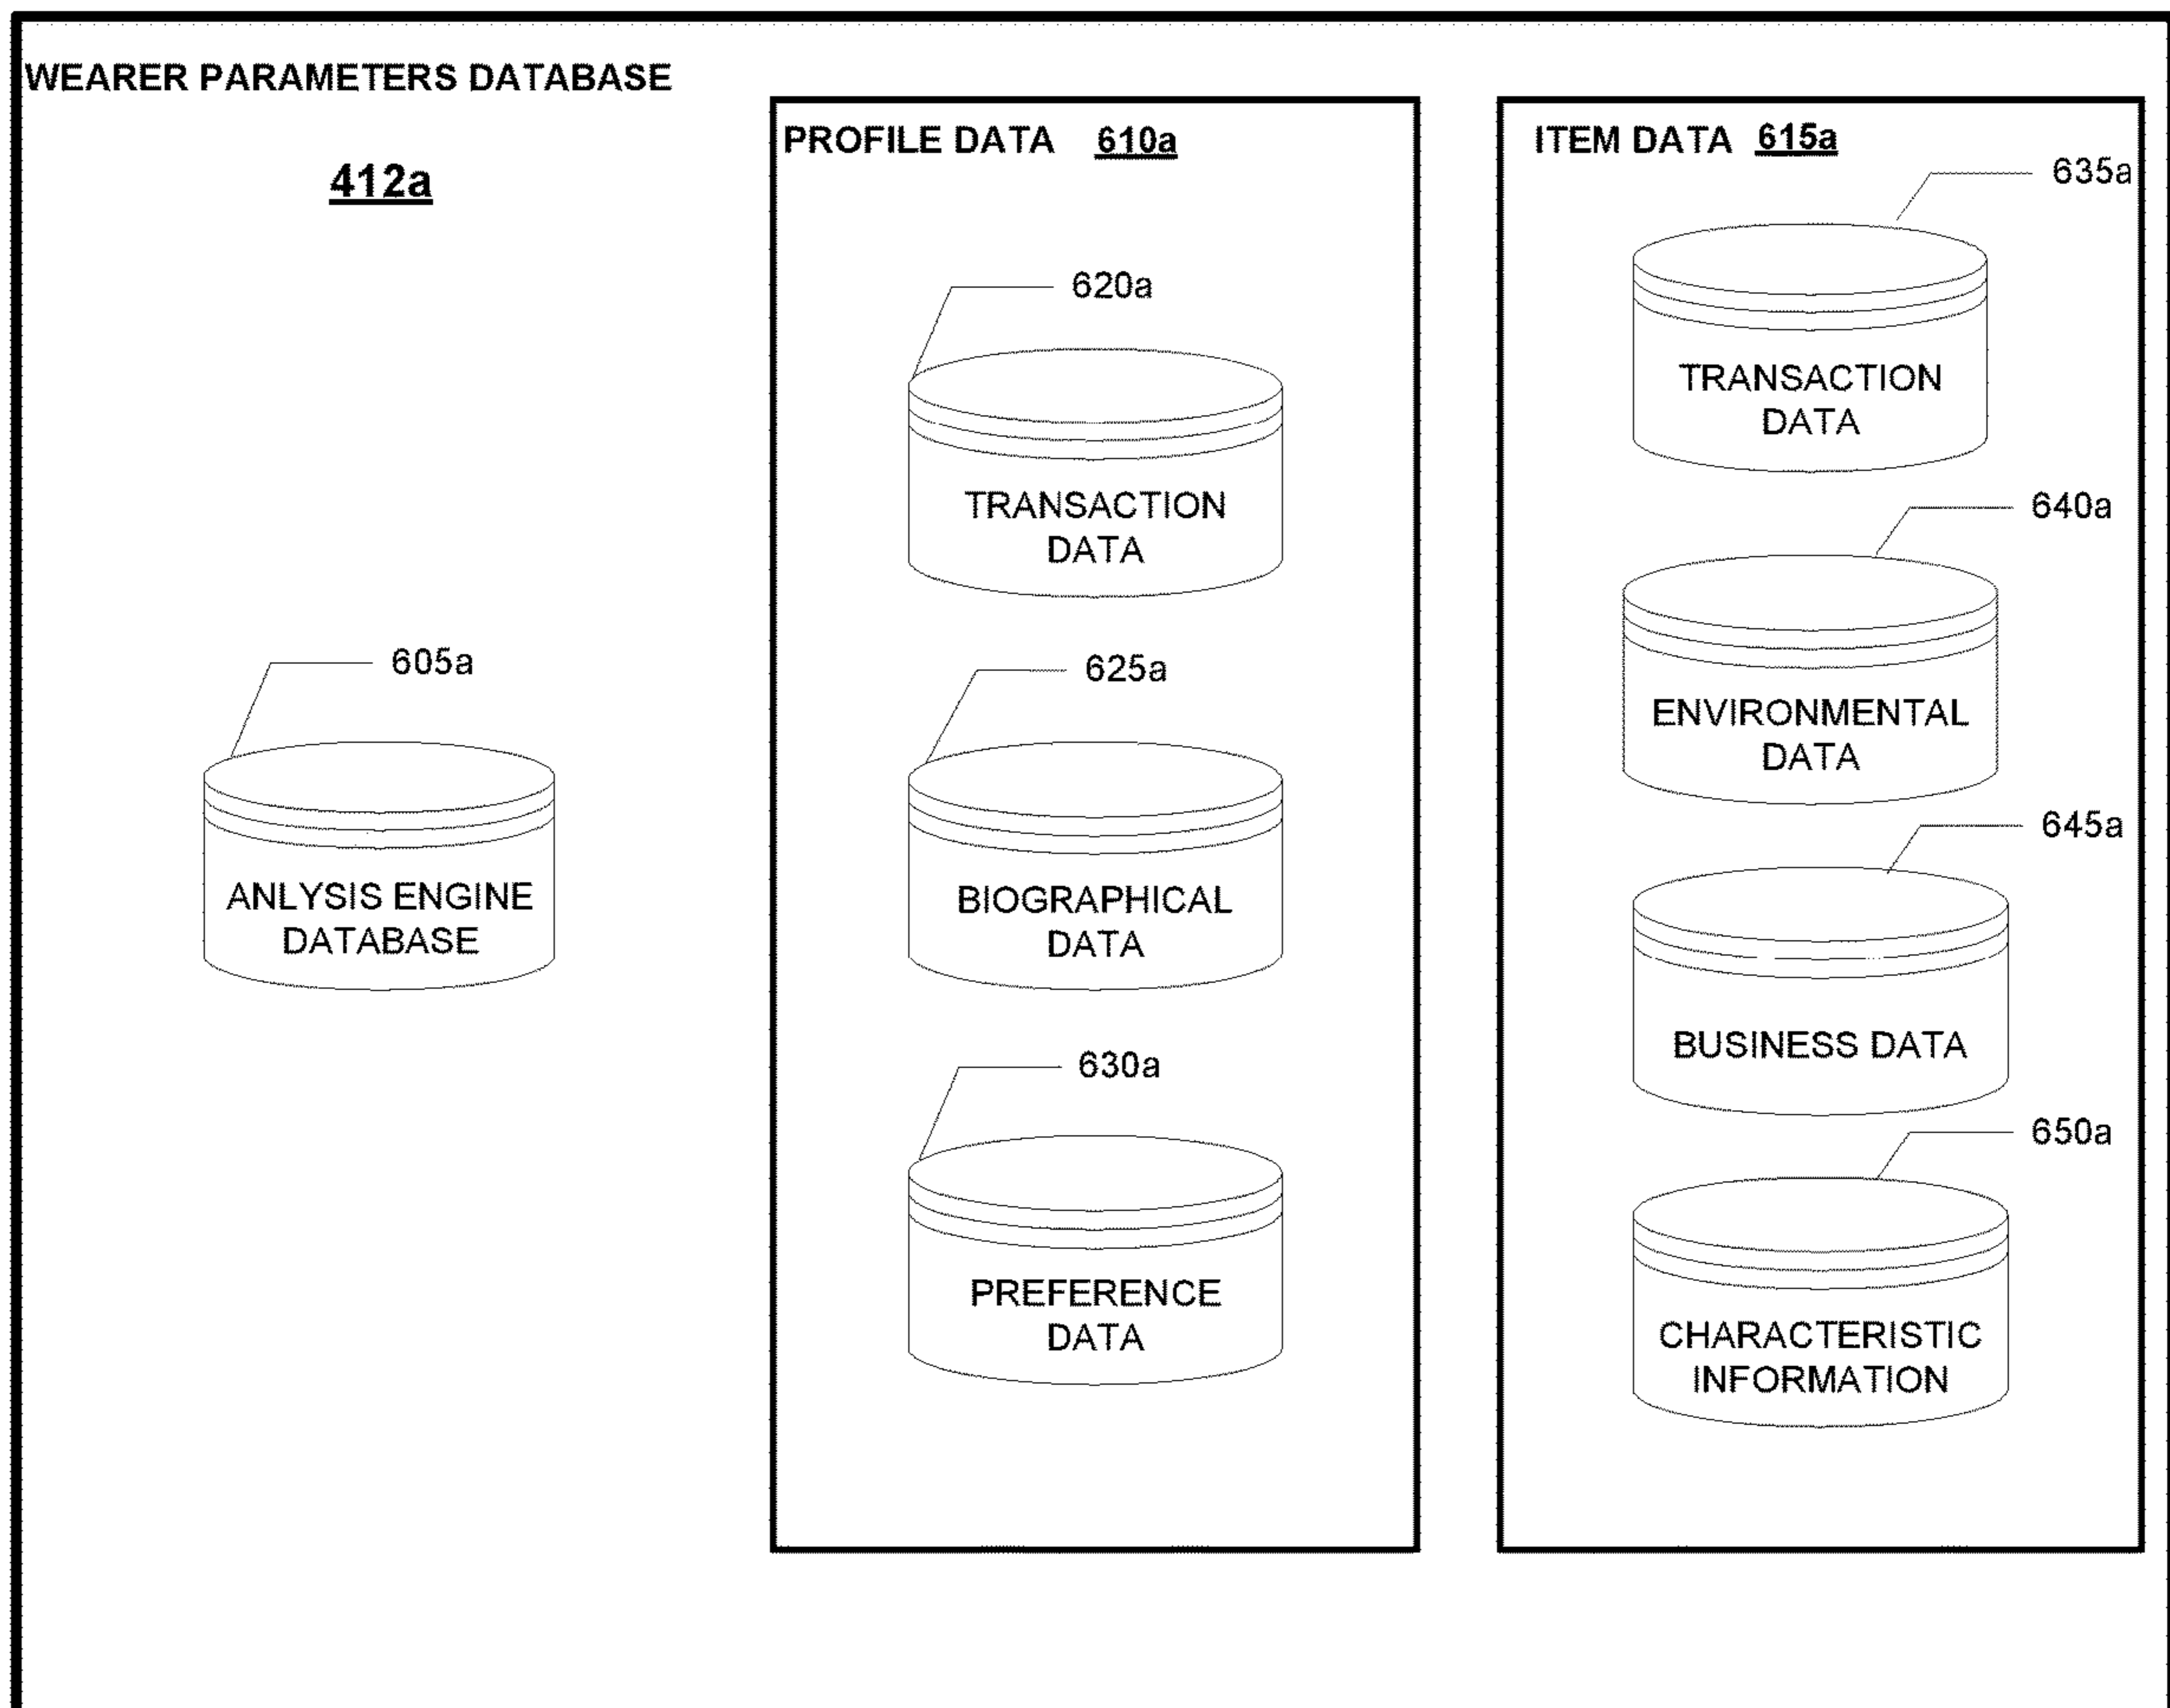 WEARER PARAMETERS DATABASE
412a
605a
ANLYSIS ENGINE
DATABASE
PROFILE DATA 610a
620a
TRANSACTION
DATA
625a
BIOGRAPHICAL
DATA
630a
PREFERENCE
DATA
ITEM DATA 615a
635a
TRANSACTION
DATA
640a
ENVIRONMENTAL
DATA
645a
BUSINESS DATA
650a
CHARACTERISTIC
INFORMATION